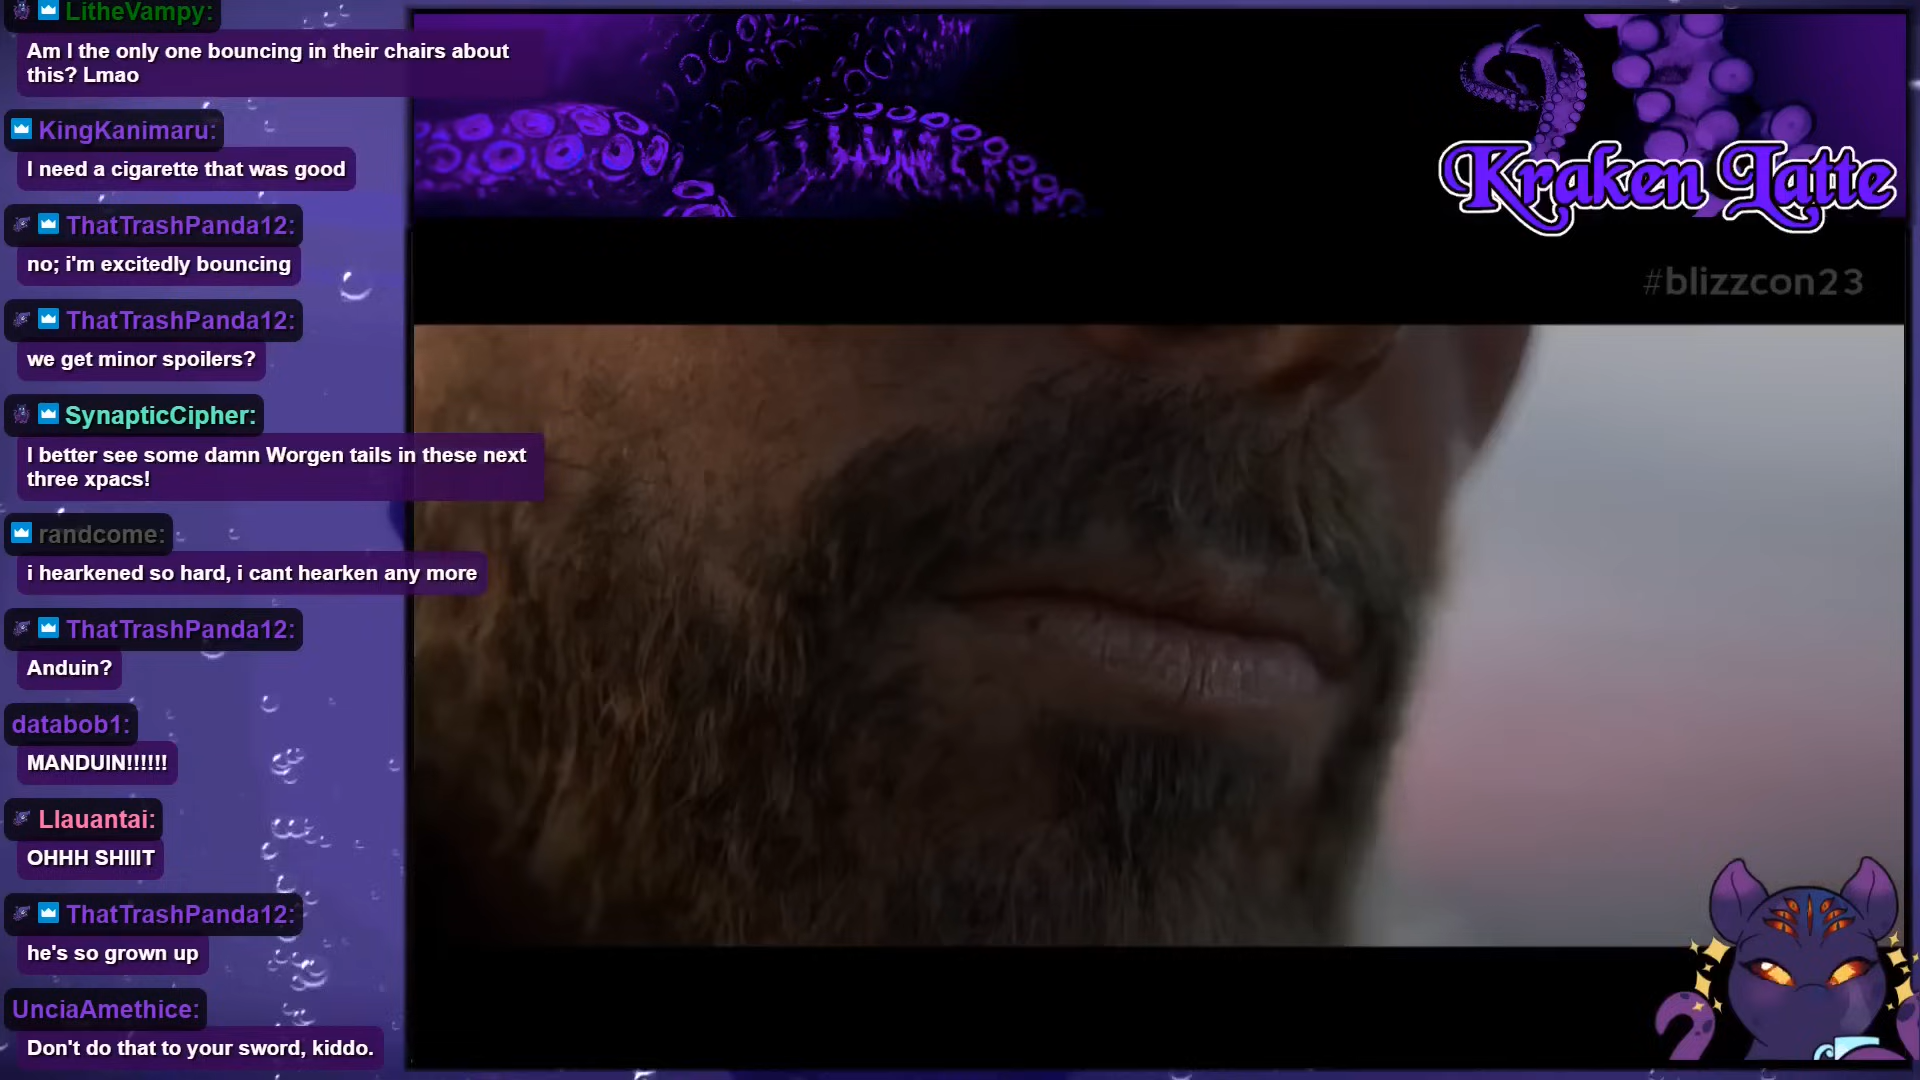 LitheVampy:
Am I the only one bouncing in their chairs about
this? Lmao
KingKanimaru:
I need a cigarette that was good
ThatTrashPanda12:
no; i'm excitedly bouncing
ThatTrashPanda12:
we get minor spoilers?
SynapticCipher:
I better see some damn Worgen tails in these next
three xpacs!
randcome:
i hearkened so hard, i cant hearken any more
ThatTrashPanda12:
Anduin?
databob1:
MANDUIN!!!!!!
Llauantai:
OHHH SHIIIT
ThatTrashPanda12:
he's so grown up
UnciaAmethice:
Don't do that to your sword, kiddo.
Kraken Latte
#blizzcon23